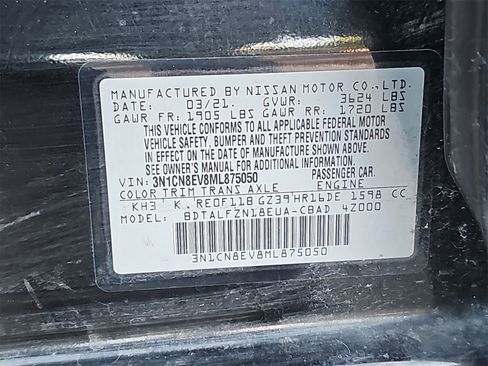 MANUFACTURED BY NISSAN MOTOR CO.,LTD.
DATE: 03/21. GVWR: 3624 LBS
GAWR FR: 1905 LBS GAWR RR: 1720 LBS
THIS VEHICLE CONFORMS TO ALL APPLICABLE FEDERAL MOTOR
VEHICLE SAFETY, BUMPER AND THEFT PREVENTION STANDARDS
IN EFFECT ON THE DATE OF MANUFACTURE SHOWN ABOVE.
SEE OWNER'S MANUAL FOR ADDITIONAL INFORMATION.
VIN: 3N1CN8EV8ML875050 PASSENGER CAR.
COLOR TRIM TRANS AXLE ENGINE
KH3 K RE0F11B GZ39 HR16DE 1598 CC
MODEL: BDTALFZN18EUA-CBAD 4Z000
3N1CN8EV8ML875050